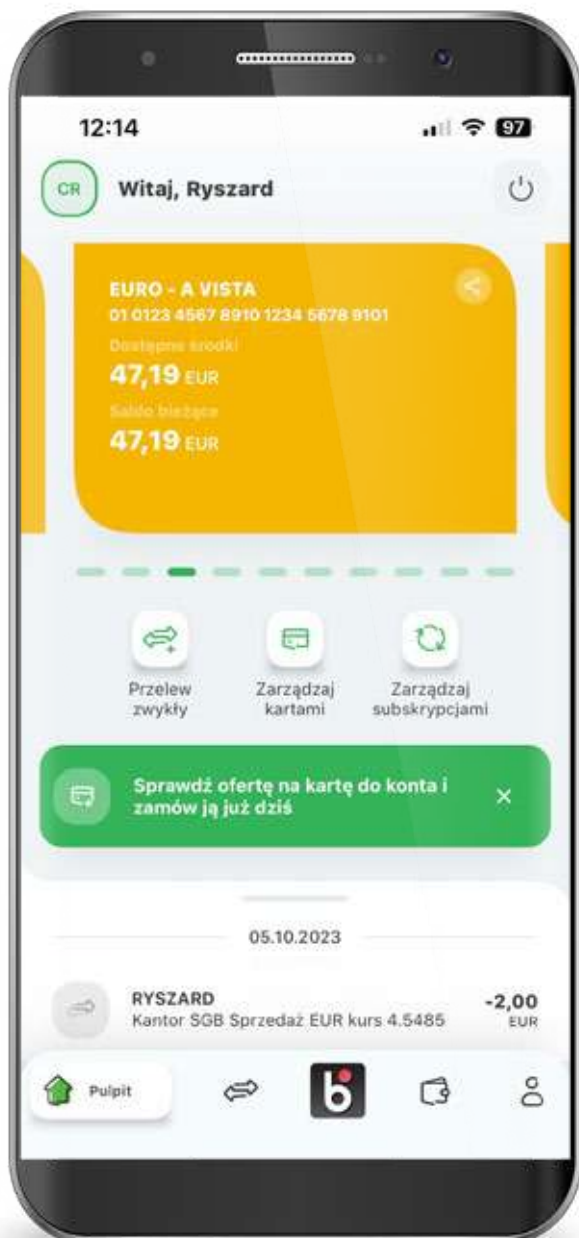 12:14
97
CR
Witaj, Ryszard
EURO - A VISTA
01 0123 4567 8910 1234 5678 9101
Dostępne środki
47,19 EUR
Saldo bieżące
47,19 EUR
Przelew
zwykły
Zarządzaj
kartami
Zarządzaj
subskrypcjami
Sprawdź ofertę na kartę do konta i
zamów ją już dziś
05.10.2023
RYSZARD
-2,00
Kantor SGB Sprzedaż EUR kurs 4.5485
EUR
Pulpit
b